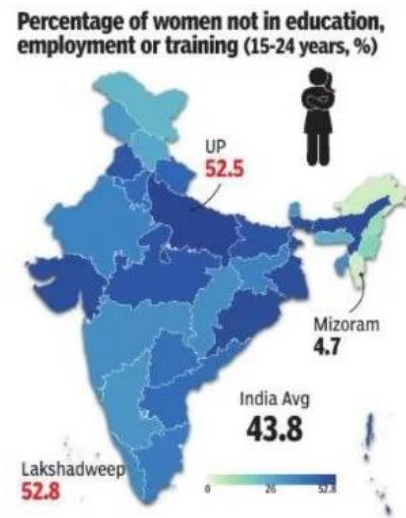 Percentage of women not in education,
employment or training (15-24 years, %)
UP
52.5
Mizoram
4.7
India Avg
43.8
Lakshadweep
52.8
0 26 52.8